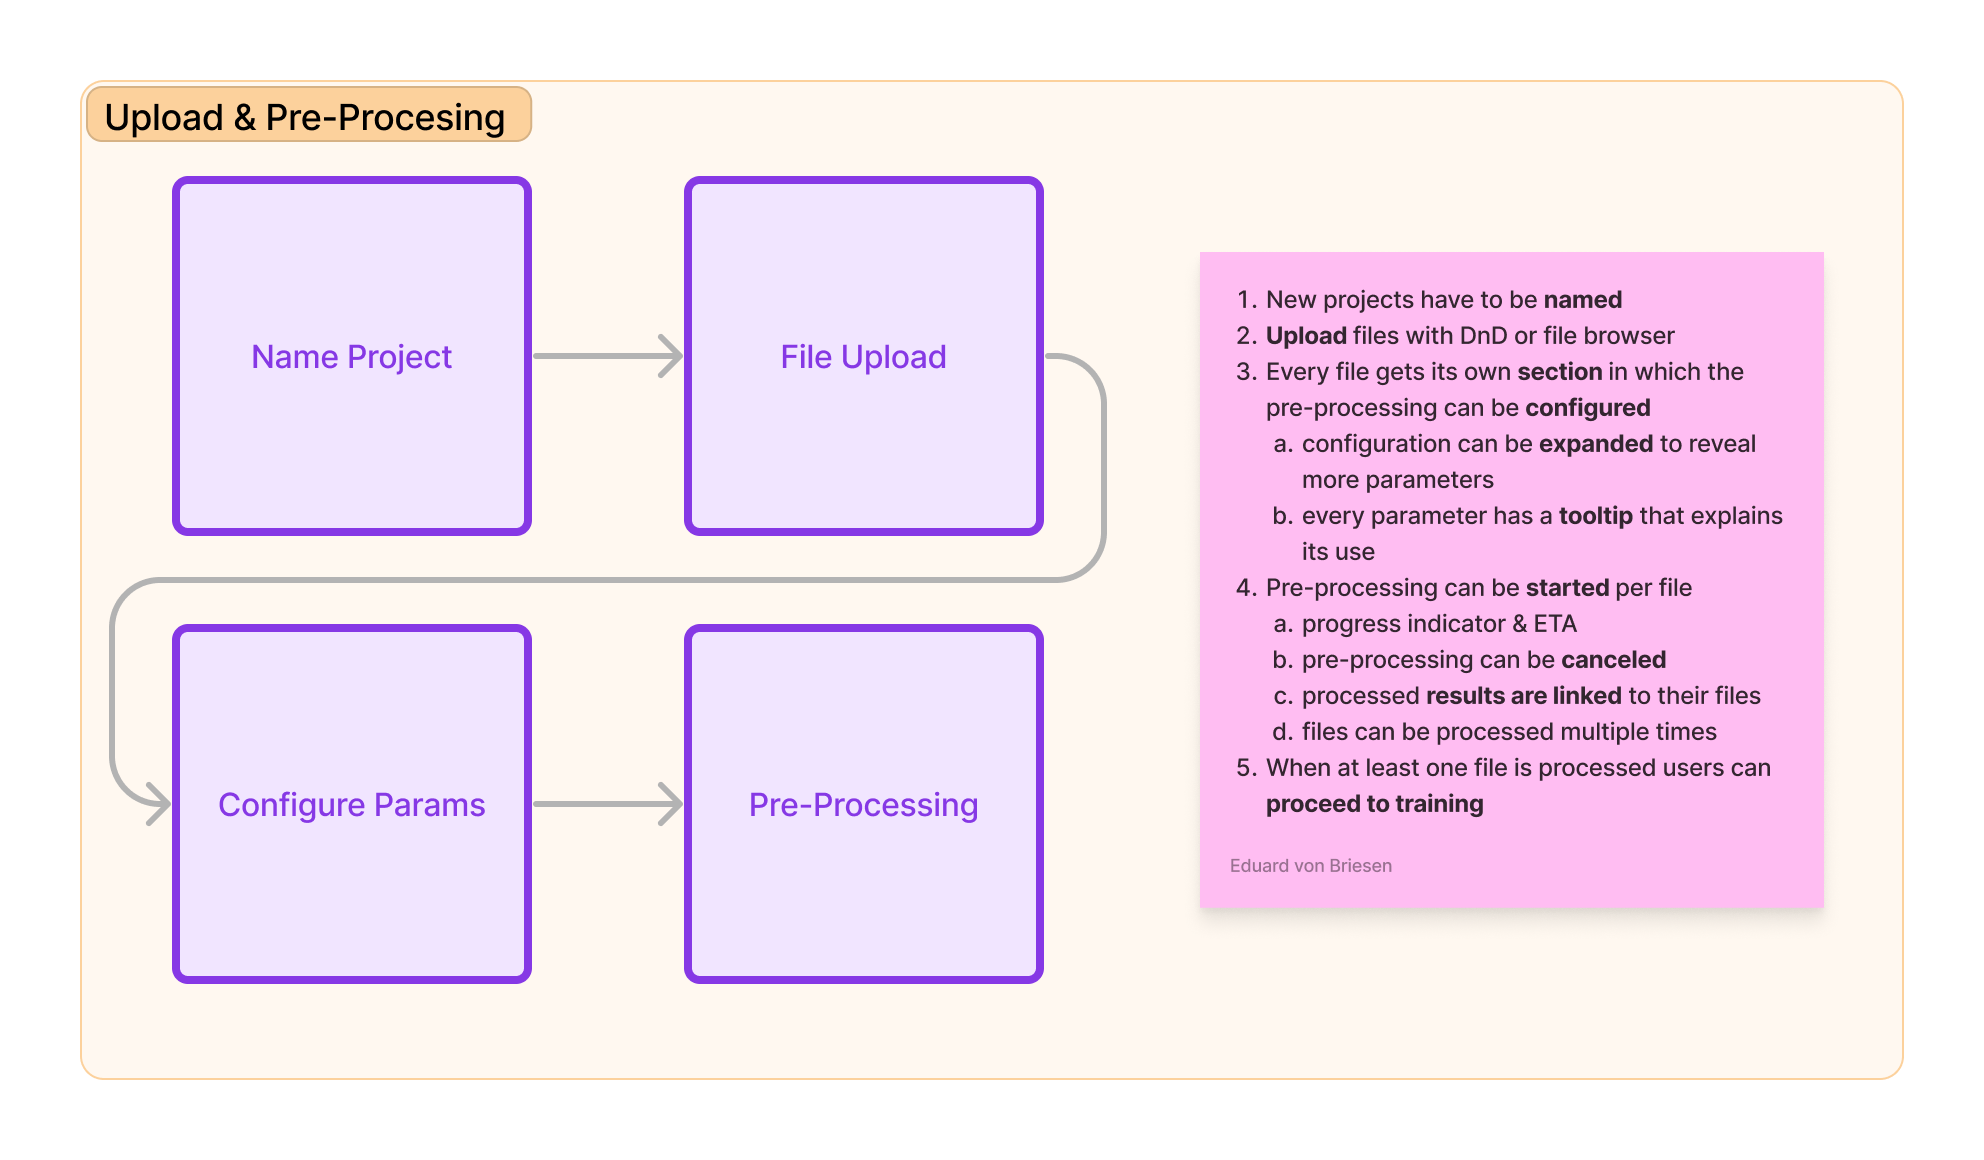 Upload & Pre-Procesing
Name Project
File Upload
Configure Params
Pre-Processing
1. New projects have to be named
2. Upload files with DnD or file browser
3. Every file gets its own section in which the
pre-processing can be configured
a. configuration can be expanded to reveal
more parameters
b. every parameter has a tooltip that explains
its use
4. Pre-processing can be started per file
a. progress indicator & ETA
b. pre-processing can be canceled
c. processed results are linked to their files
d. files can be processed multiple times
5. When at least one file is processed users can
proceed to training
Eduard von Briesen